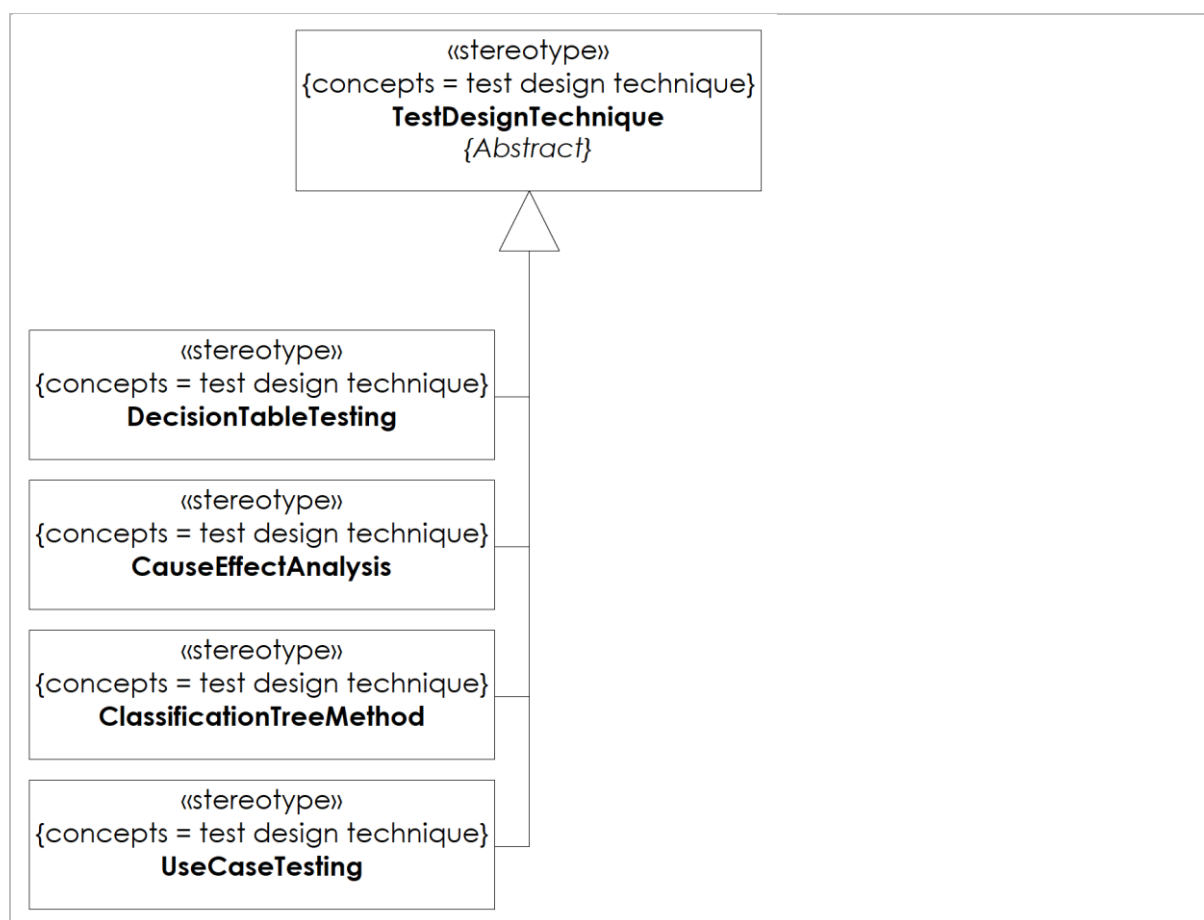 «stereotype»
{concepts = test design technique}
TestDesignTechnique
{Abstract}
«stereotype»
{concepts = test design technique}
DecisionTableTesting
«stereotype»
{concepts = test design technique}
CauseEffectAnalysis
«stereotype»
{concepts = test design technique}
ClassificationTreeMethod
«stereotype»
{concepts = test design technique}
UseCaseTesting